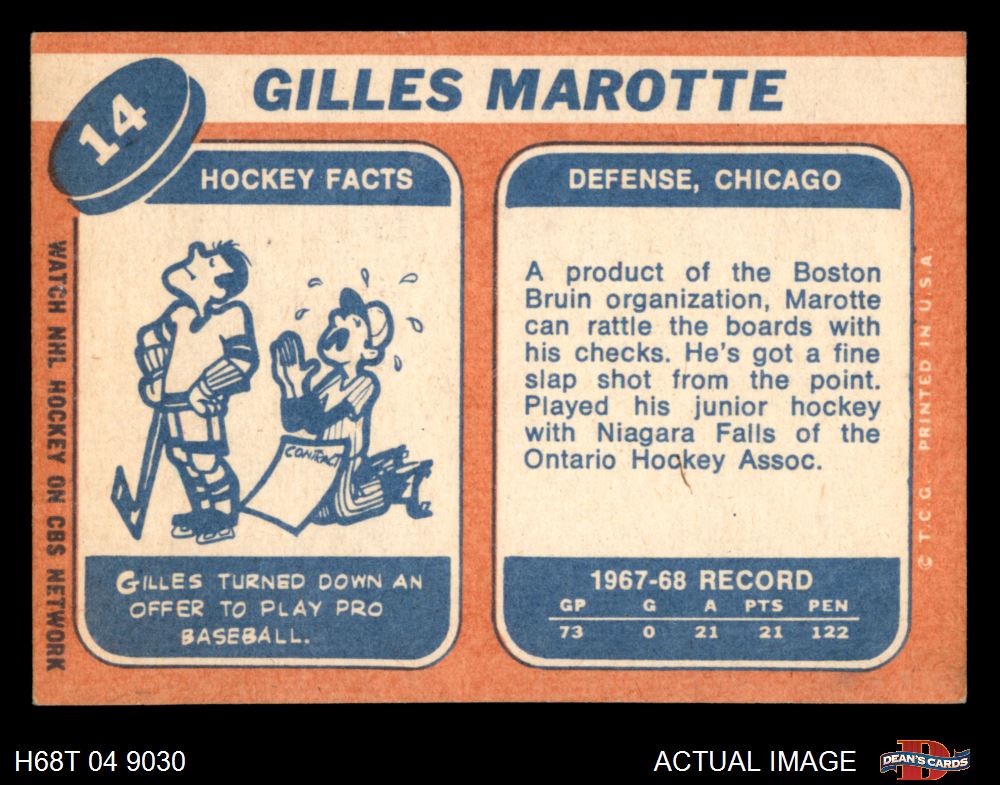 14
GILLES MAROTTE
HOCKEY FACTS
CONTRACT
GILLES TURNED DOWN AN
OFFER TO PLAY PRO
BASEBALL.
WATCH NHL HOCKEY ON CBS NETWORK
DEFENSE, CHICAGO
A product of the Boston
Bruin organization, Marotte
can rattle the boards with
his checks. He's got a fine
slap shot from the point.
Played his junior hockey
with Niagara Falls of the
Ontario Hockey Assoc.
1967-68 RECORD
GP G A PTS PEN
73 0 21 21 122
© T.C.G. PRINTED IN U.S.A.
H68T 04 9030
ACTUAL IMAGE
D
DEAN'S CARDS